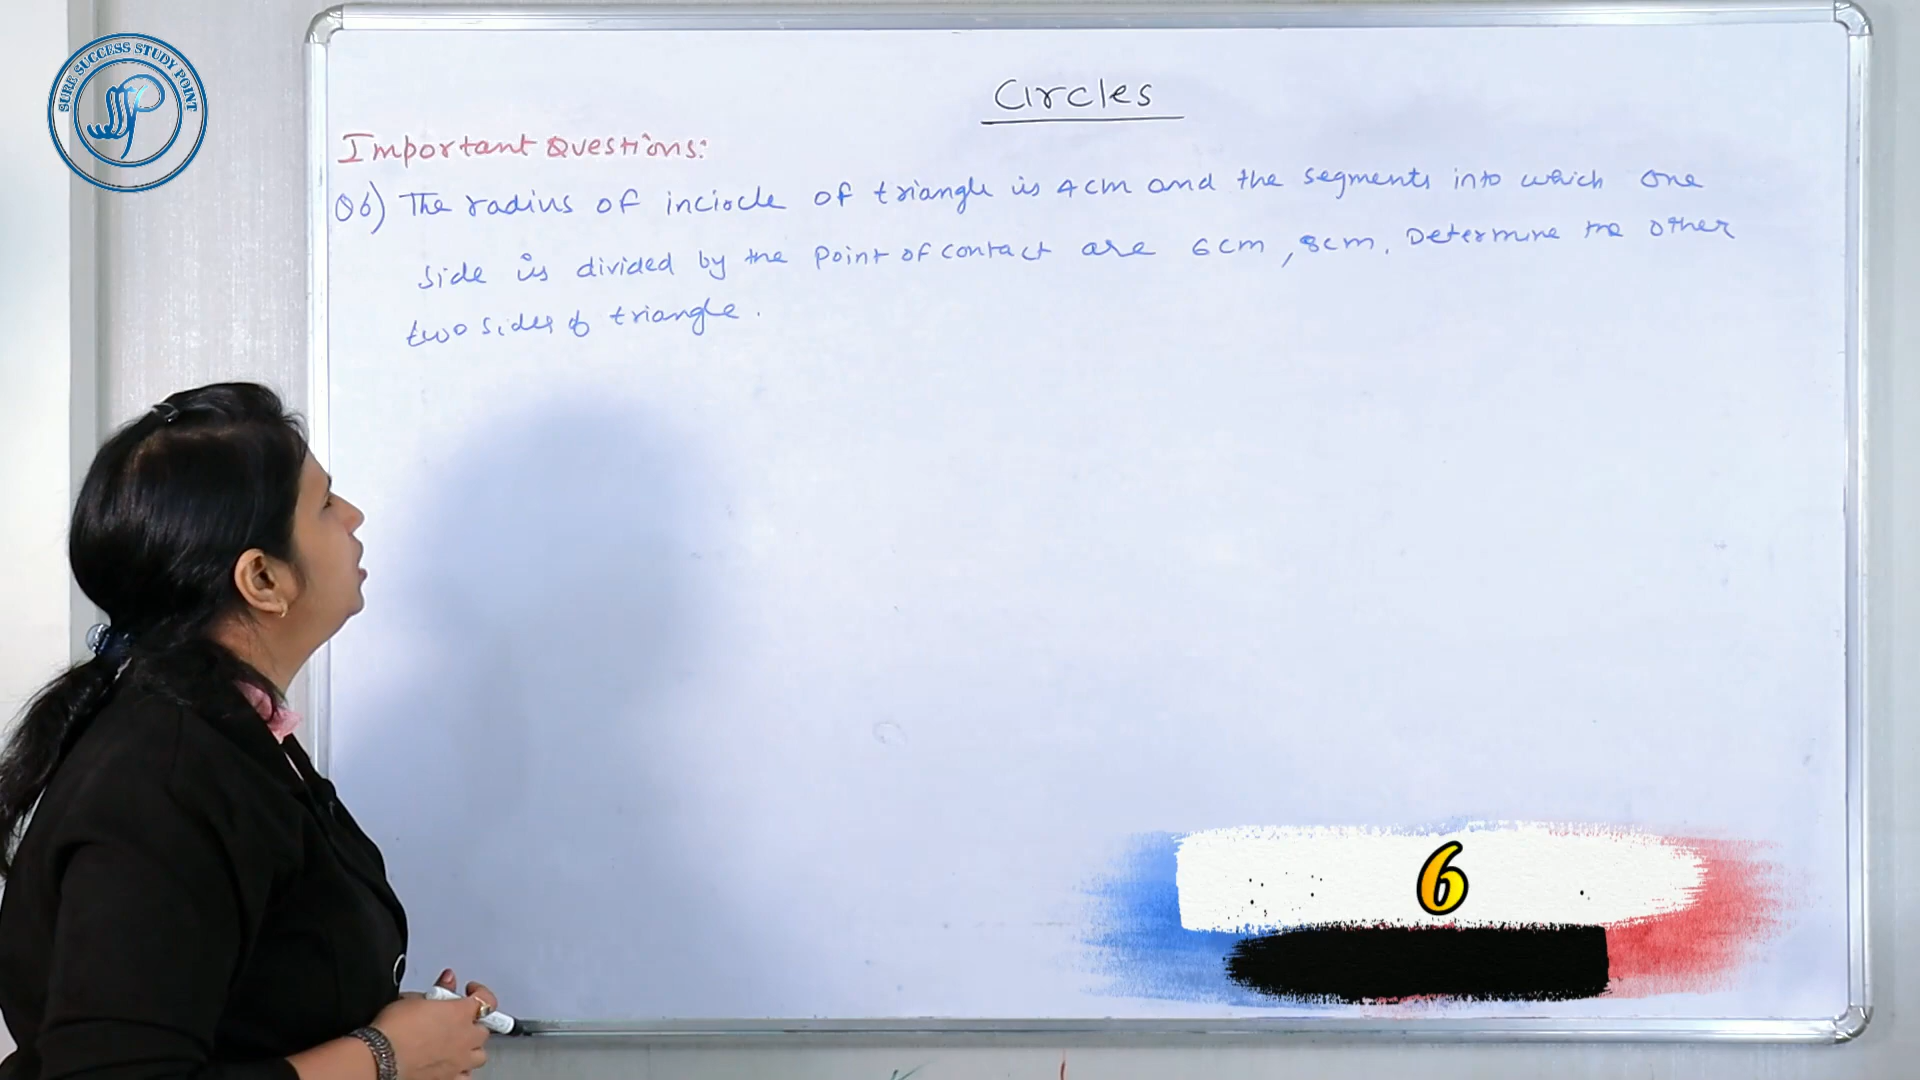 SURE SUCCESS STUDY POINT
Circles
Important Questions:
Q6) The radius of incircle of triangle is 4cm and the segments into which one
side is divided by the point of contact are 6cm, 8cm. Determine the other
two sides of triangle.
6